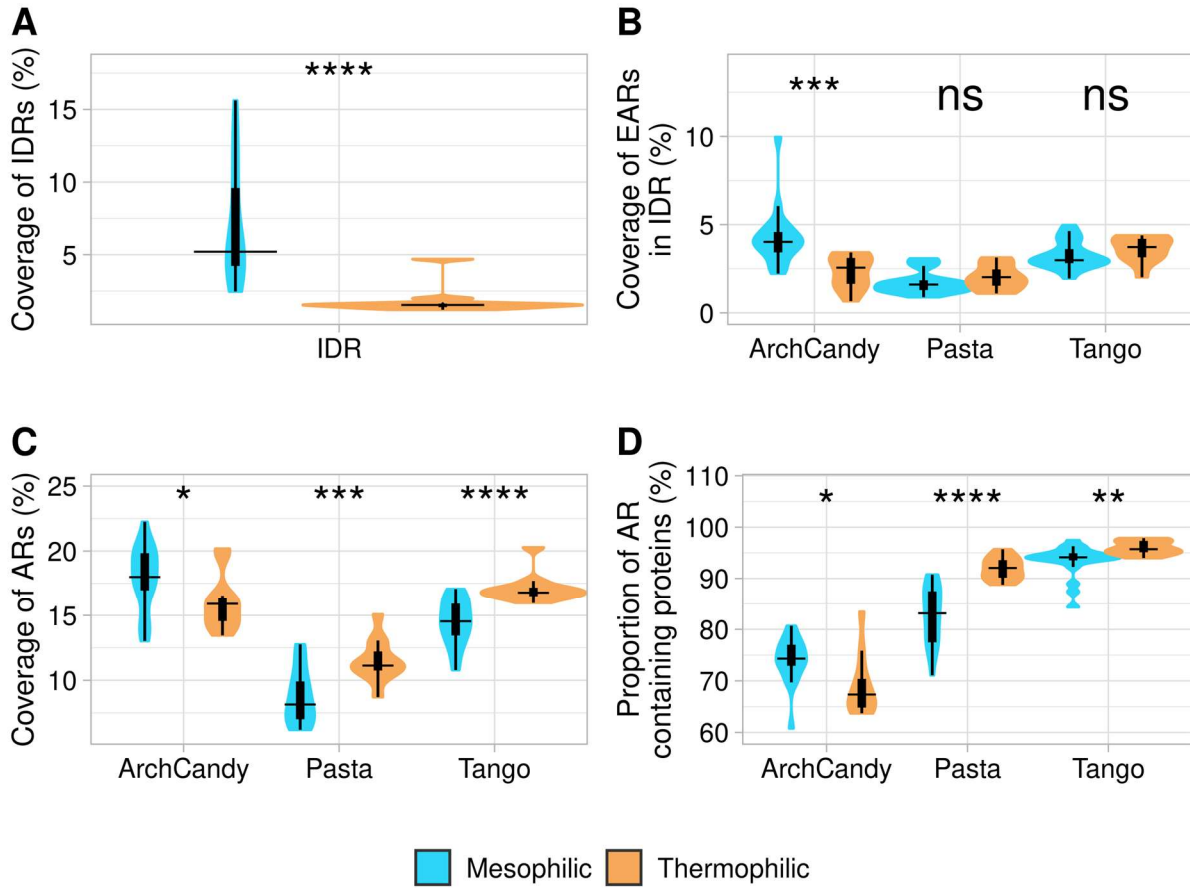 A
Coverage of IDRs (%)
15
10
5
****
IDR
B
Coverage of EARs
in IDR (%)
10
5
0
***
ns
ns
ArchCandy
Pasta
Tango
C
Coverage of ARs (%)
25
20
15
10
*
***
****
ArchCandy
Pasta
Tango
D
Proportion of AR
containing proteins (%)
110
100
90
80
70
60
*
****
**
ArchCandy
Pasta
Tango
Mesophilic
Thermophilic